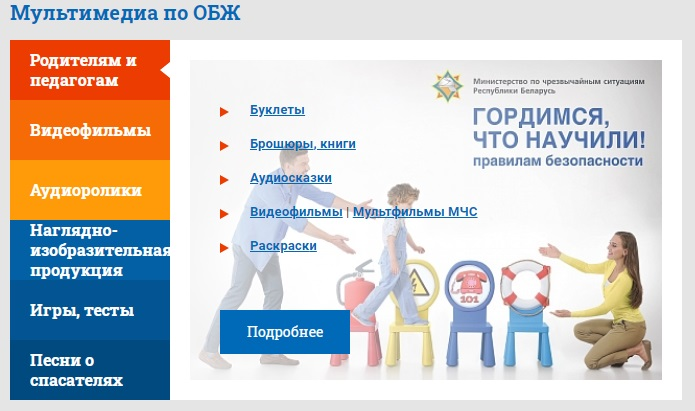 Мультимедиа по ОБЖ
Родителям и
педагогам
Видеофильмы
Аудиоролики
Наглядно-
изобразительная
продукция
Игры, тесты
Песни о
спасателях
Министерство по чрезвычайным ситуациям
Республики Беларусь
ГОРДИМСЯ,
ЧТО НАУЧИЛИ!
правилам безопасности
Буклеты
Брошюры, книги
Аудиосказки
Видеофильмы | Мультфильмы МЧС
Раскраски
101
Подробнее